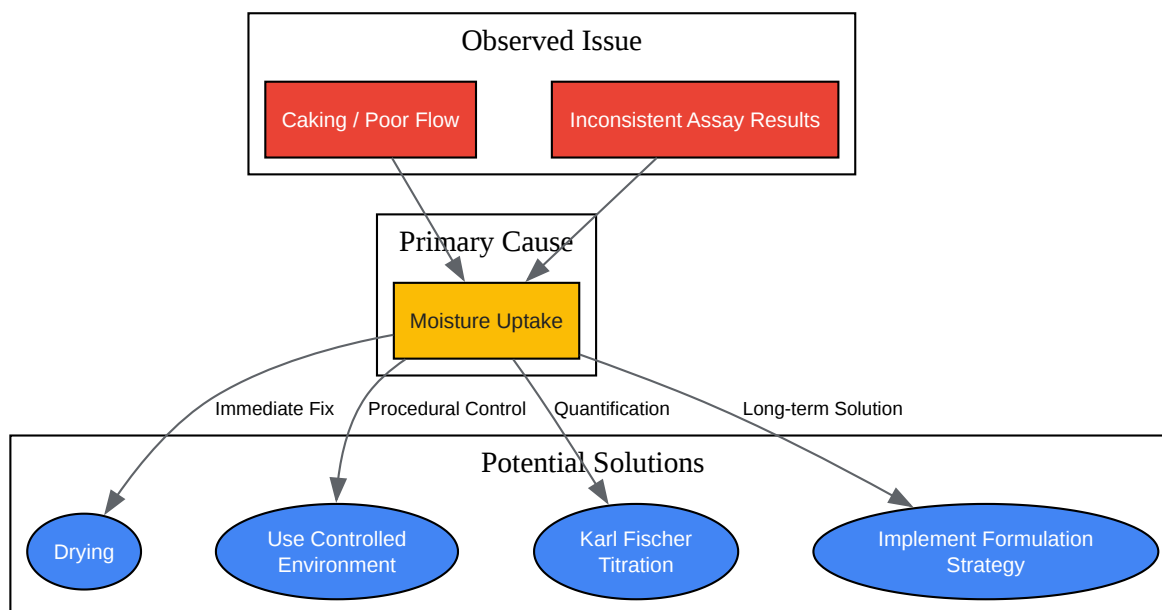 Observed Issue
Caking / Poor Flow
Inconsistent Assay Results
Primary Cause
Moisture Uptake
Immediate Fix
Procedural Control
Quantification
Long-term Solution
Potential Solutions
Drying
Use Controlled
Environment
Karl Fischer
Titration
Implement Formulation
Strategy